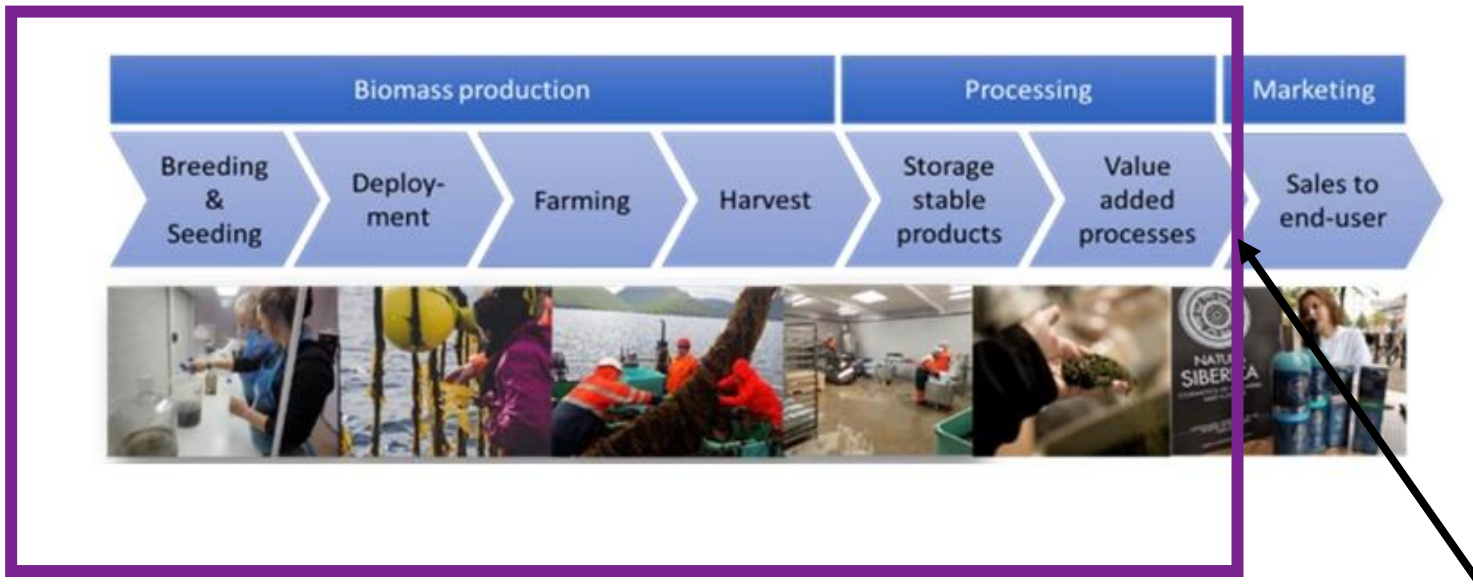 Biomass production
Processing
Marketing
Breeding
&
Seeding
Deploy-
ment
Farming
Harvest
Storage
stable
products
Value
added
processes
Sales to
end-user
SIBER